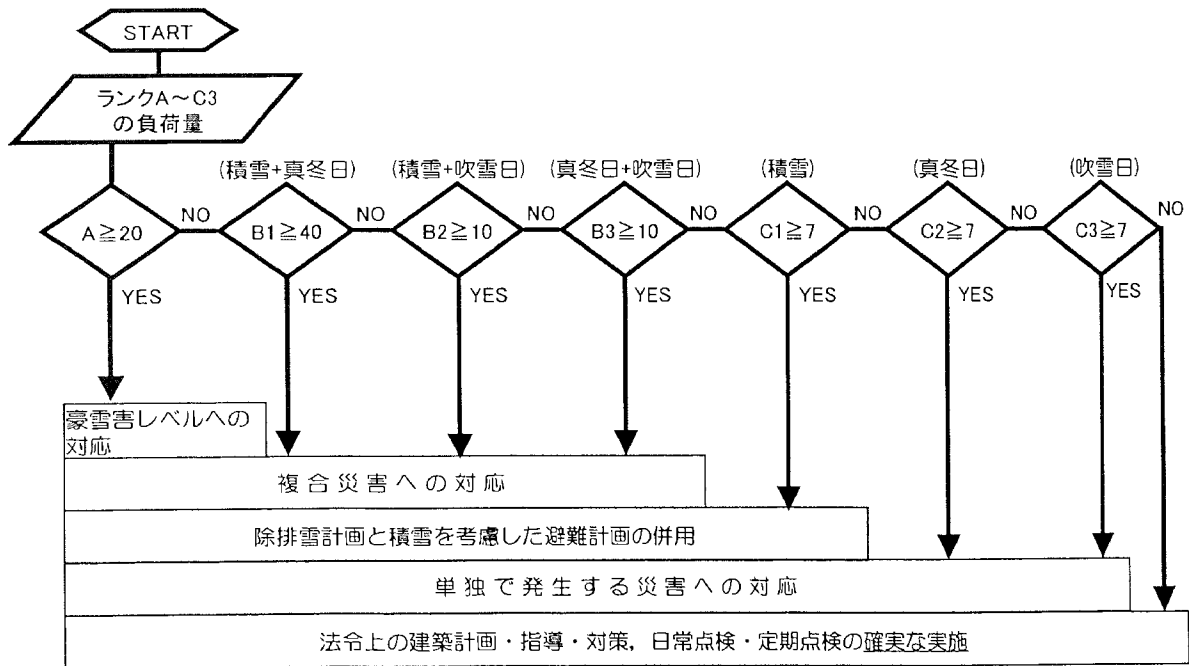 START
ランクA～C3
の負荷量
(積雪+真冬日)
(積雪+吹雪日)
(真冬日+吹雪日)
(積雪)
(真冬日)
(吹雪日)
A≧20
NO
B1≧40
NO
B2≧10
NO
B3≧10
NO
C1≧7
NO
C2≧7
NO
C3≧7
NO
YES
YES
YES
YES
YES
YES
YES
豪雪害レベルへの
対応
複合災害への対応
除排雪計画と積雪を考慮した避難計画の併用
単独で発生する災害への対応
法令上の建築計画・指導・対策，日常点検・定期点検の確実な実施